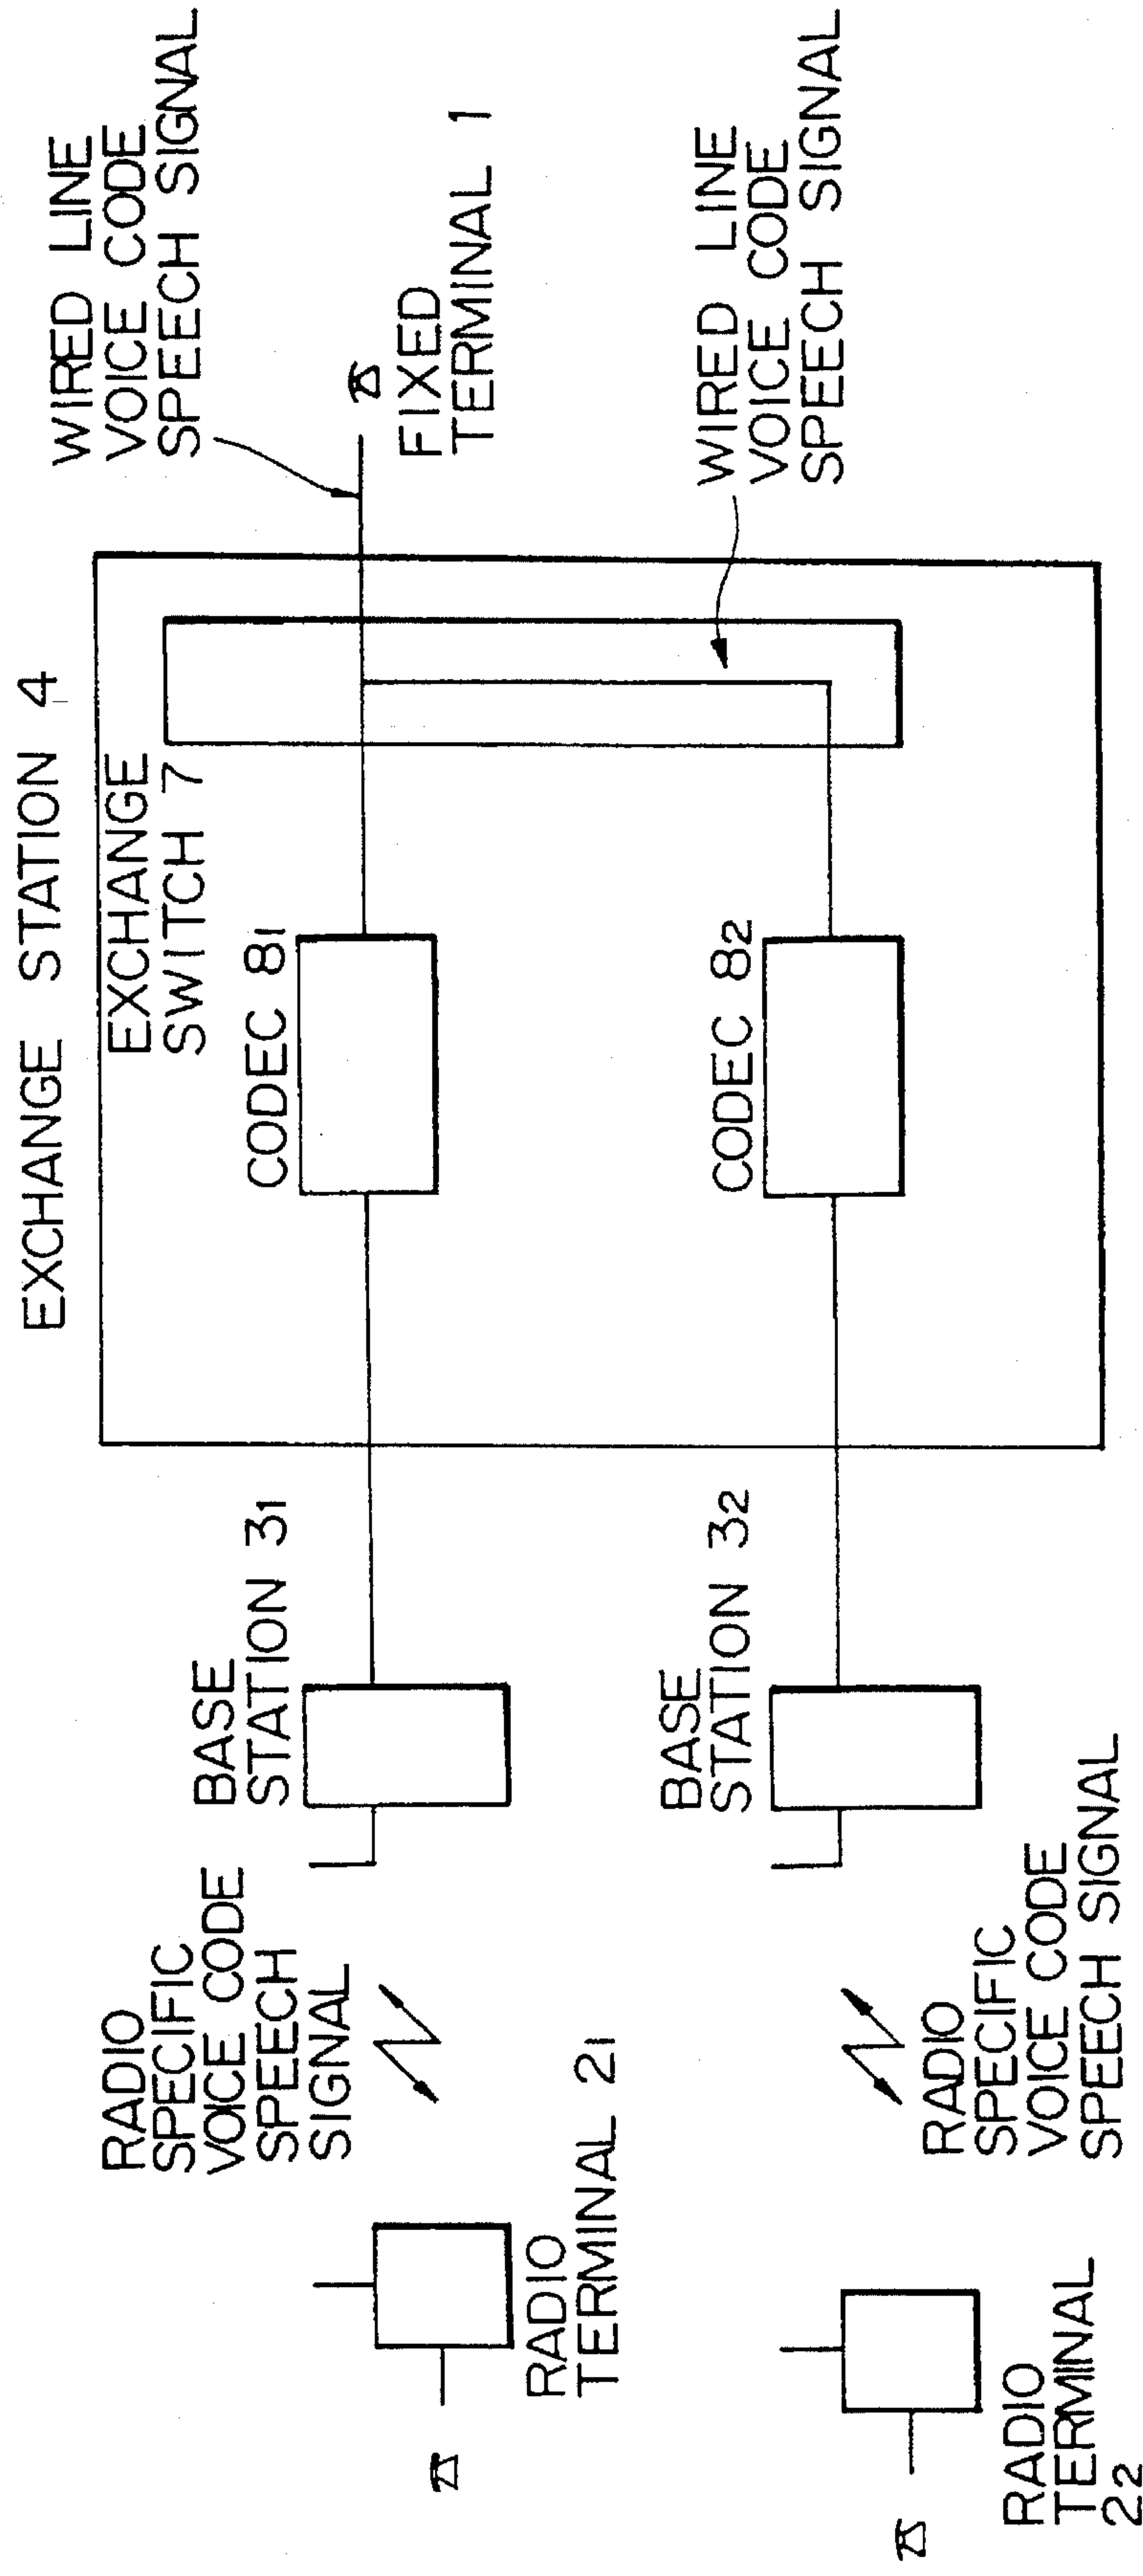 EXCHANGE STATION 4
EXCHANGE
SWITCH 7
WIRED LINE
VOICE CODE
SPEECH SIGNAL
RADIO
SPECIFIC
VOICE CODE
SPEECH
SIGNAL
BASE
STATION 31
CODEC 81
FIXED
TERMINAL 1
RADIO
TERMINAL 21
BASE
STATION 32
CODEC 82
WIRED LINE
VOICE CODE
SPEECH SIGNAL
RADIO
SPECIFIC
VOICE CODE
SPEECH SIGNAL
RADIO
TERMINAL
22